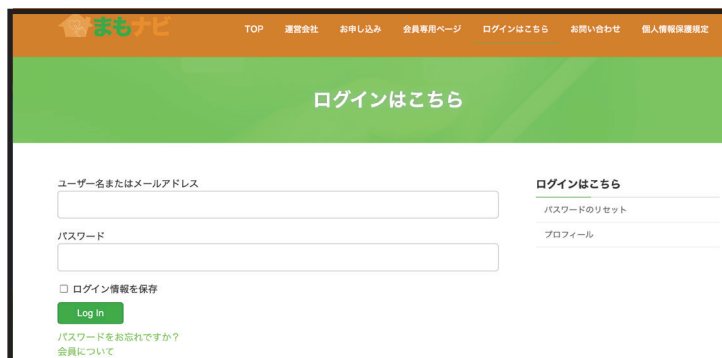 まもナビ
TOP 運営会社 お申し込み 会員専用ページ ログインはこちら お問い合わせ 個人情報保護規定
ログインはこちら
ユーザー名またはメールアドレス
パスワード
ログイン情報を保存
Log In
パスワードをお忘れですか？
会員について
ログインはこちら
パスワードのリセット
プロフィール